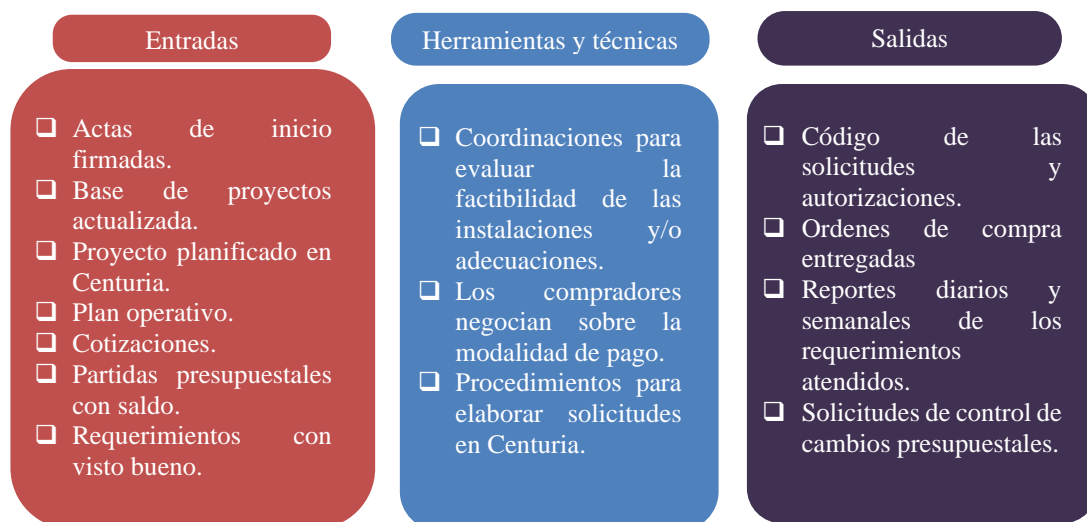 Entradas
❑ Actas de inicio
firmadas.
❑ Base de proyectos
actualizada.
❑ Proyecto planificado en
Centuria.
❑ Plan operativo.
❑ Cotizaciones.
❑ Partidas presupuestales
con saldo.
❑ Requerimientos con
visto bueno.
Herramientas y técnicas
❑ Coordinaciones para
evaluar la
factibilidad de las
instalaciones y/o
adecuaciones.
❑ Los compradores
negocian sobre la
modalidad de pago.
❑ Procedimientos para
elaborar solicitudes
en Centuria.
Salidas
❑ Código de las
solicitudes y
autorizaciones.
❑ Ordenes de compra
entregadas
❑ Reportes diarios y
semanales de los
requerimientos
atendidos.
❑ Solicitudes de control de
cambios presupuestales.